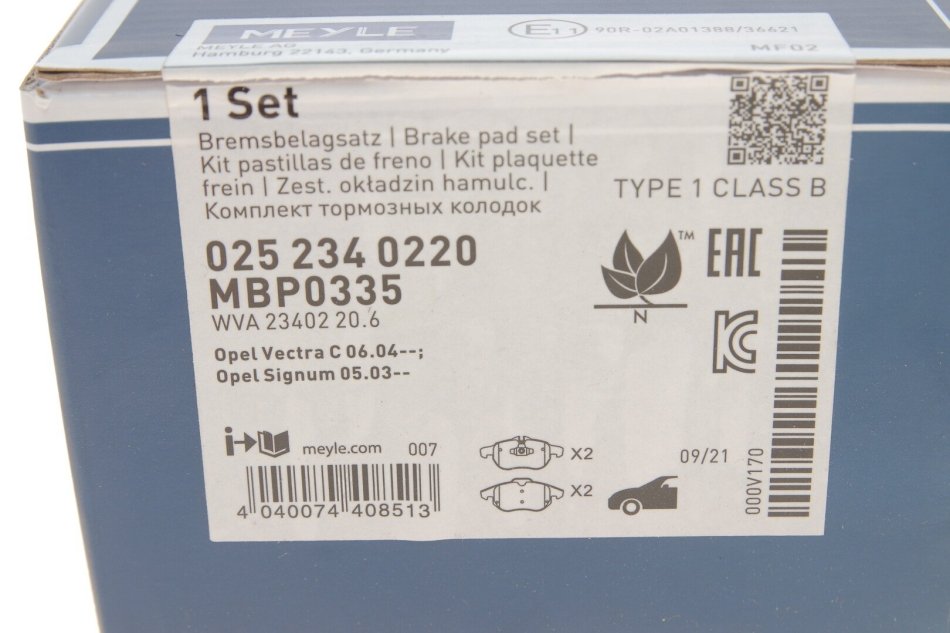 MEYLE
MEYLE AG
Hamburg 22143, Germany
E11 90R-02A01388/36621
MF02
1 Set
Bremsbelagsatz | Brake pad set |
Kit pastillas de freno | Kit plaquette
frein | Zest. okładzin hamulc. |
Комплект тормозных колодок
TYPE 1 CLASS B
025 234 0220
MBP0335
WVA 23402 20.6
Opel Vectra C 06.04--;
Opel Signum 05.03--
TM
N
EAC
KC
i
meyle.com
007
X2
X2
09/21
000V170
4 040074 408513